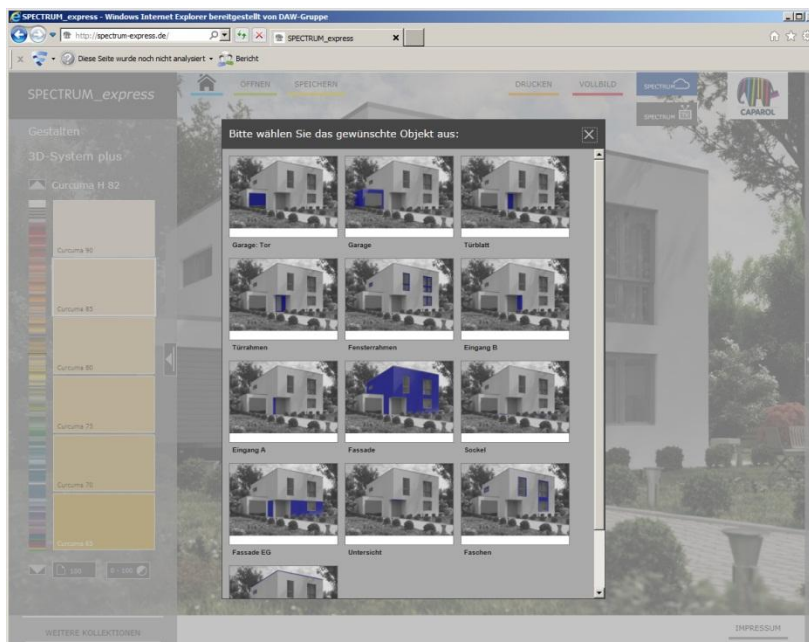 SPECTRUM_express - Windows Internet Explorer bereitgestellt von DAW-Gruppe
http://spectrum-express.de/
SPECTRUM_express
Diese Seite wurde noch nicht analysiert
Bericht
SPECTRUM_express
ÖFFNEN
SPEICHERN
DRUCKEN
VOLLBILD
SPECTRUM
SPECTRUM
CAPAROL
Gestalten
3D-System plus
Curcuma H 82
Curcuma 90
Curcuma 85
Curcuma 80
Curcuma 75
Curcuma 70
Bitte wählen Sie das gewünschte Objekt aus:
Garage: Tor
Garage
Türblatt
Türrahmen
Fensterrahmen
Eingang B
Eingang A
Fassade
Sockel
Fassade EG
Untersicht
Faschen
WEITERE KOLLEKTIONEN
IMPRESSUM